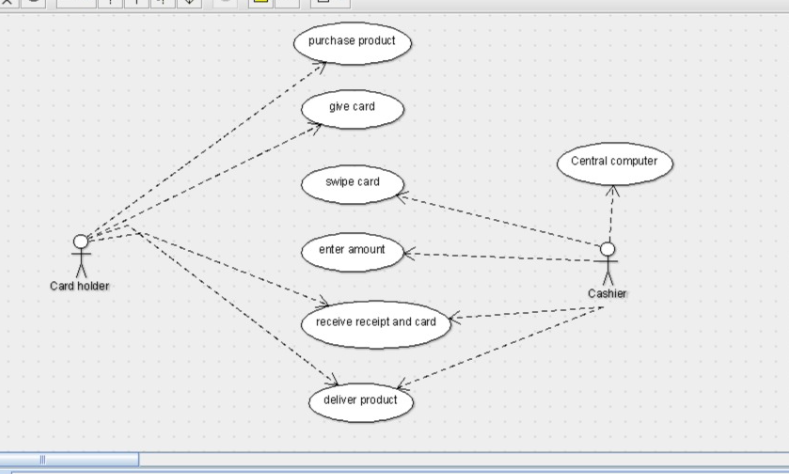 purchase product
give card
swipe card
Central computer
enter amount
Card holder
Cashier
receive receipt and card
deliver product